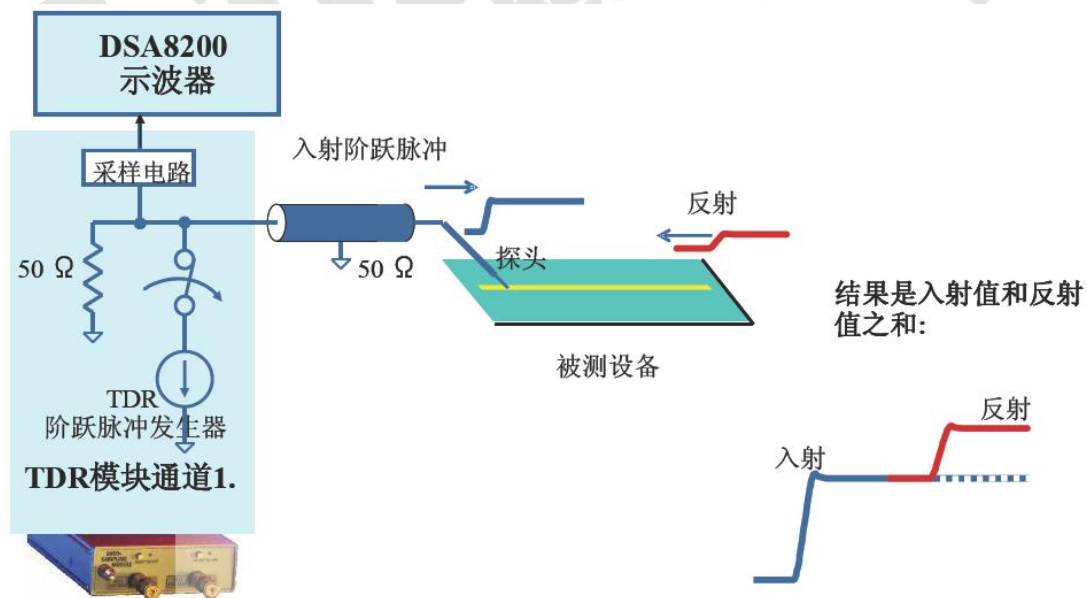 DSA8200
示波器
采样电路
入射阶跃脉冲
反射
50 Ω
50 Ω
探头
结果是入射值和反射
值之和:
被测设备
TDR
阶跃脉冲发生器
TDR模块通道1.
反射
入射
SAMPLING
MODULE